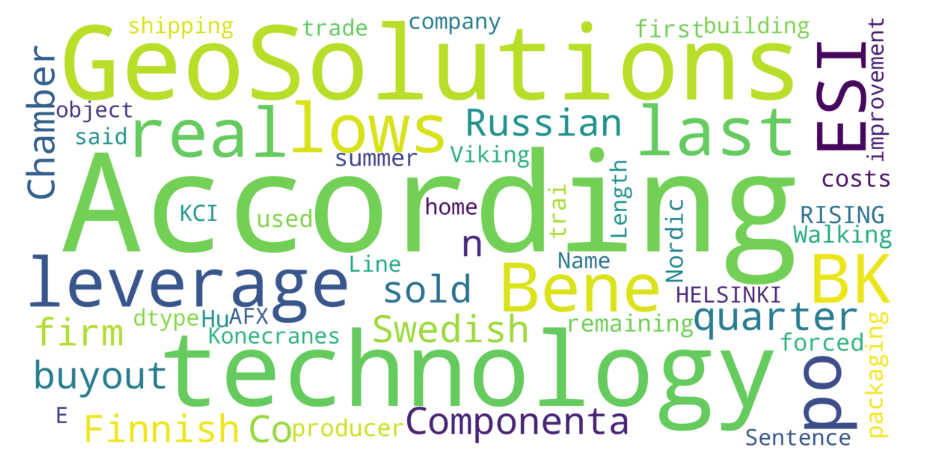 shipping trade company first building
GeoSolutions
Chamber
ESI
improvement
object
said
real
lows
Russian
last
summer
Viking
costs
According
KCI
used
home
trai
Length
Nordic
RISING
Walking
n
leverage
Line
sold
Bene
Name
HELSINKI
BK
firm
dtype
Hu
AFX
Konecranes
Swedish
remaining
quarter
forced
buyout
technology
po
packaging
E
Finnish
Co
producer
Componenta
Sentence